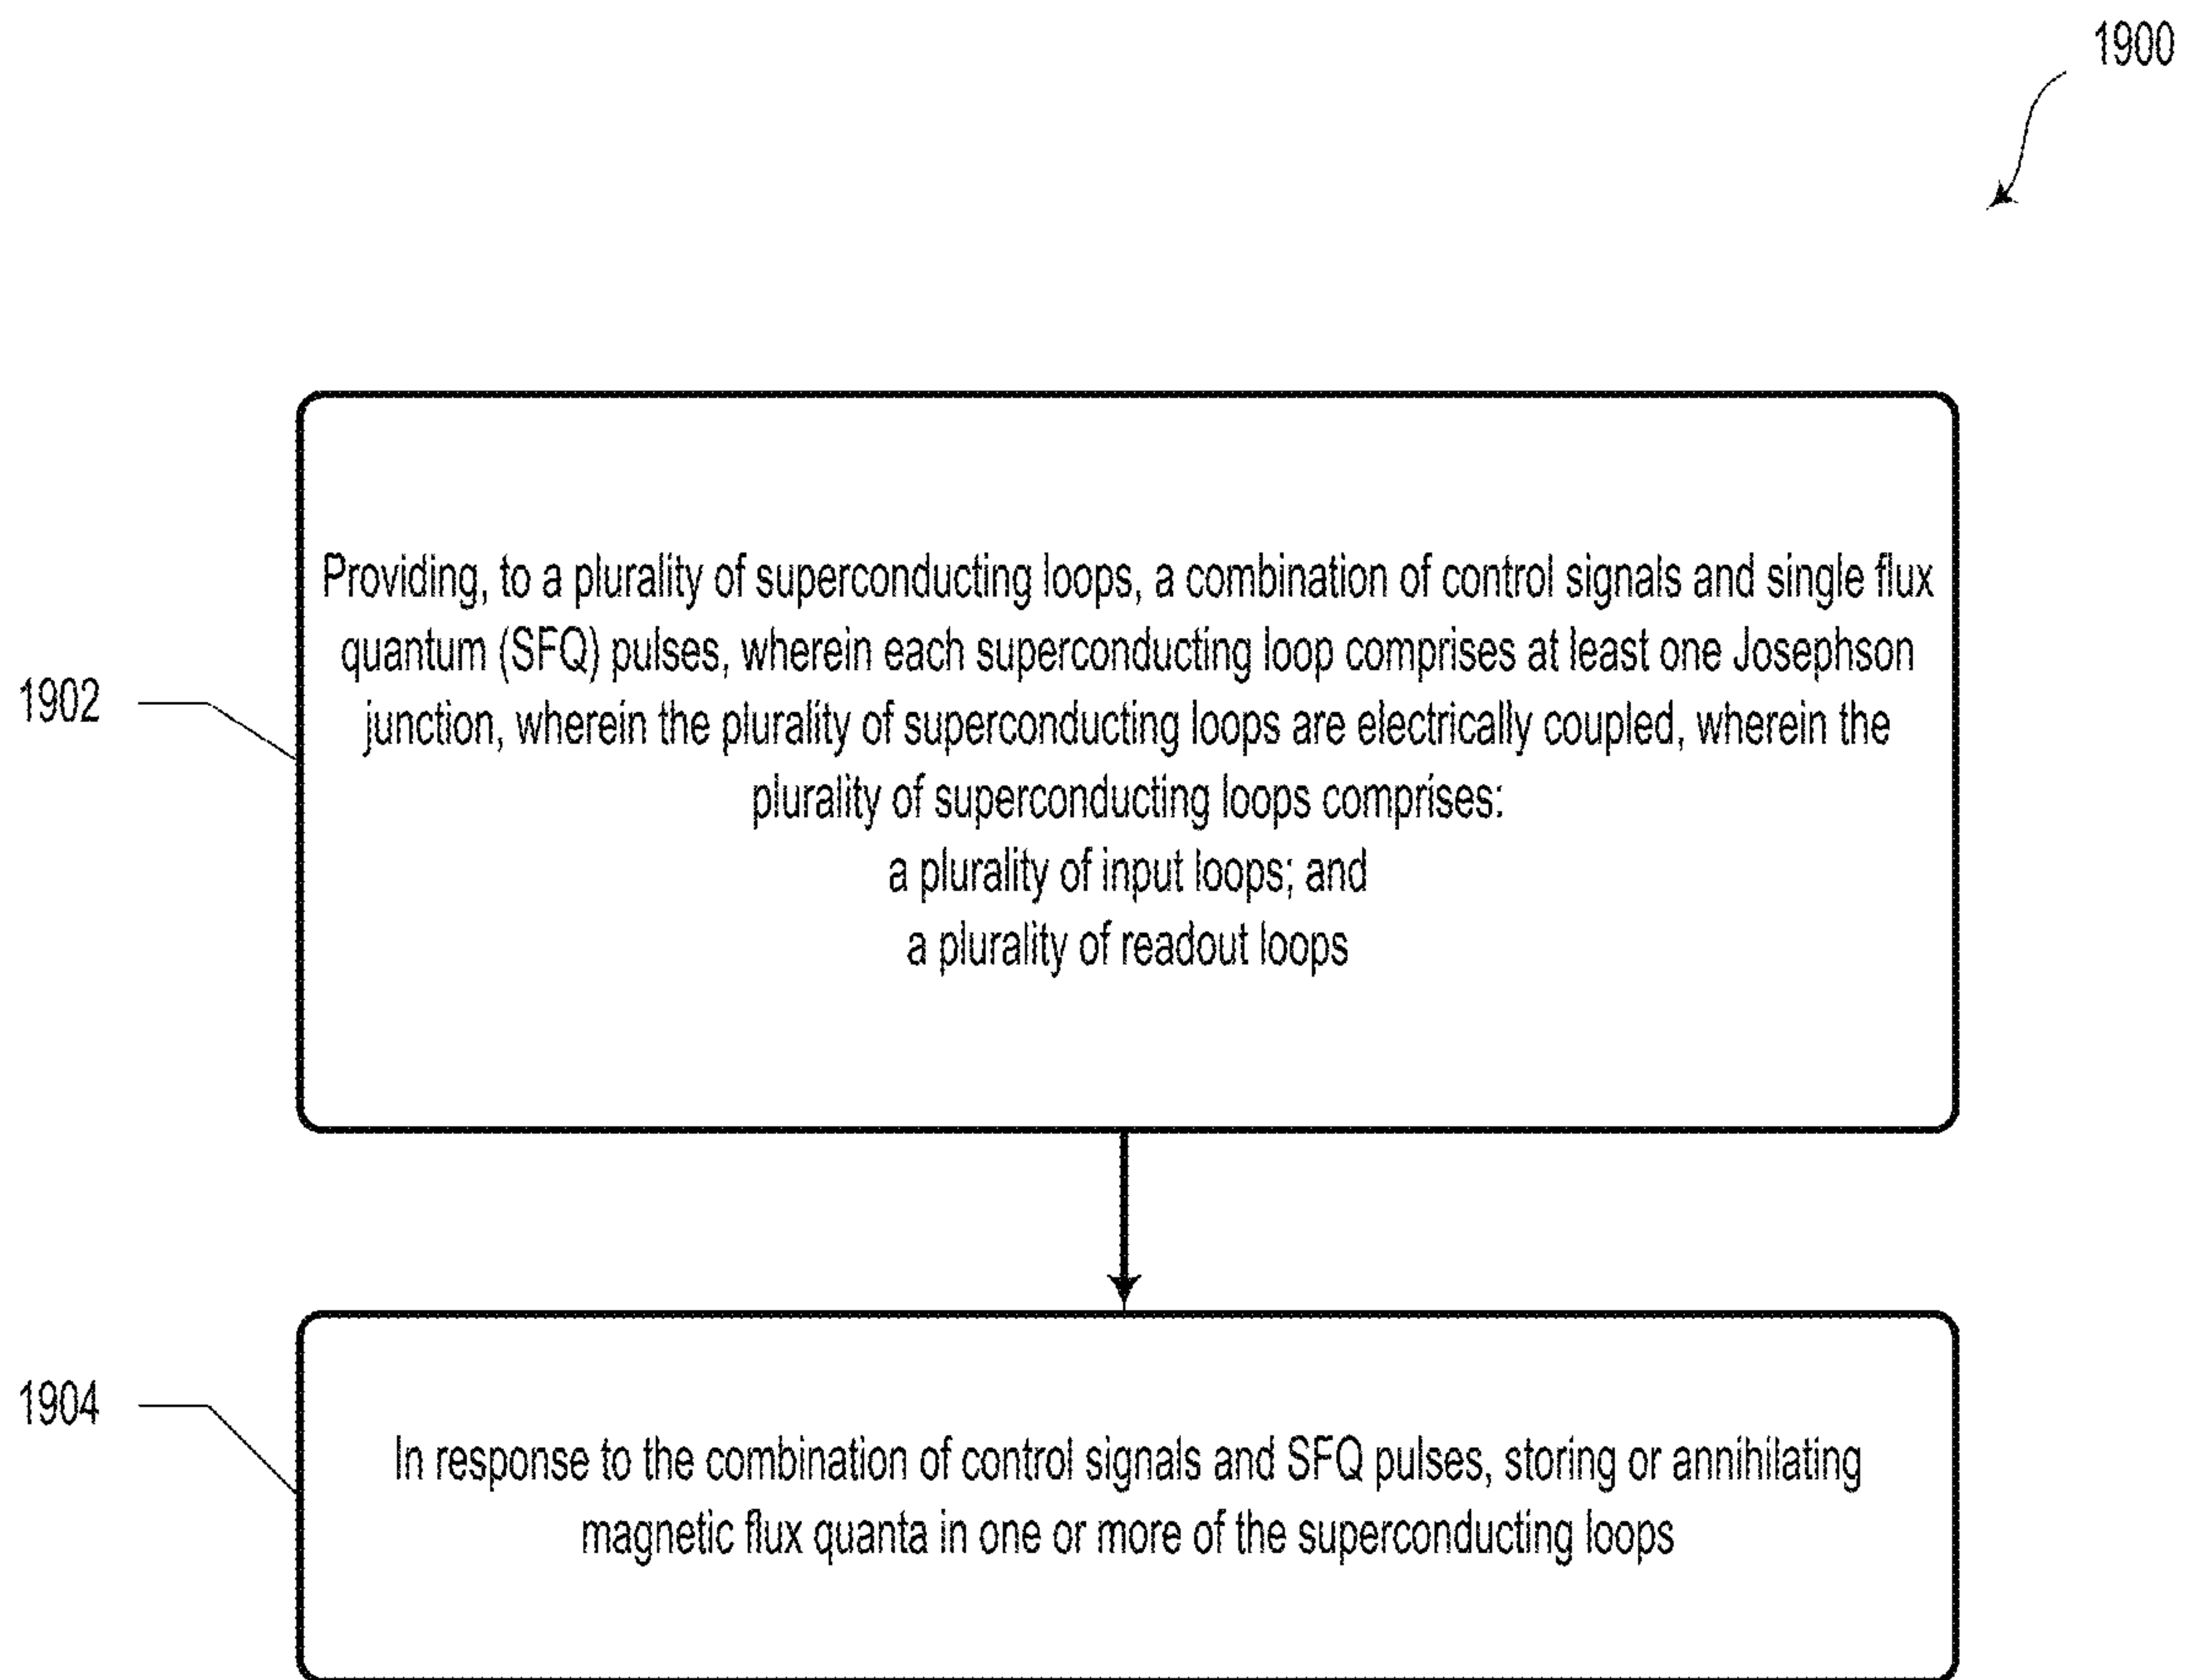 1900
Providing, to a plurality of superconducting loops, a combination of control signals and single flux
quantum (SFQ) pulses, wherein each superconducting loop comprises at least one Josephson
junction, wherein the plurality of superconducting loops are electrically coupled, wherein the
plurality of superconducting loops comprises:
a plurality of input loops; and
a plurality of readout loops
1902
In response to the combination of control signals and SFQ pulses, storing or annihilating
magnetic flux quanta in one or more of the superconducting loops
1904